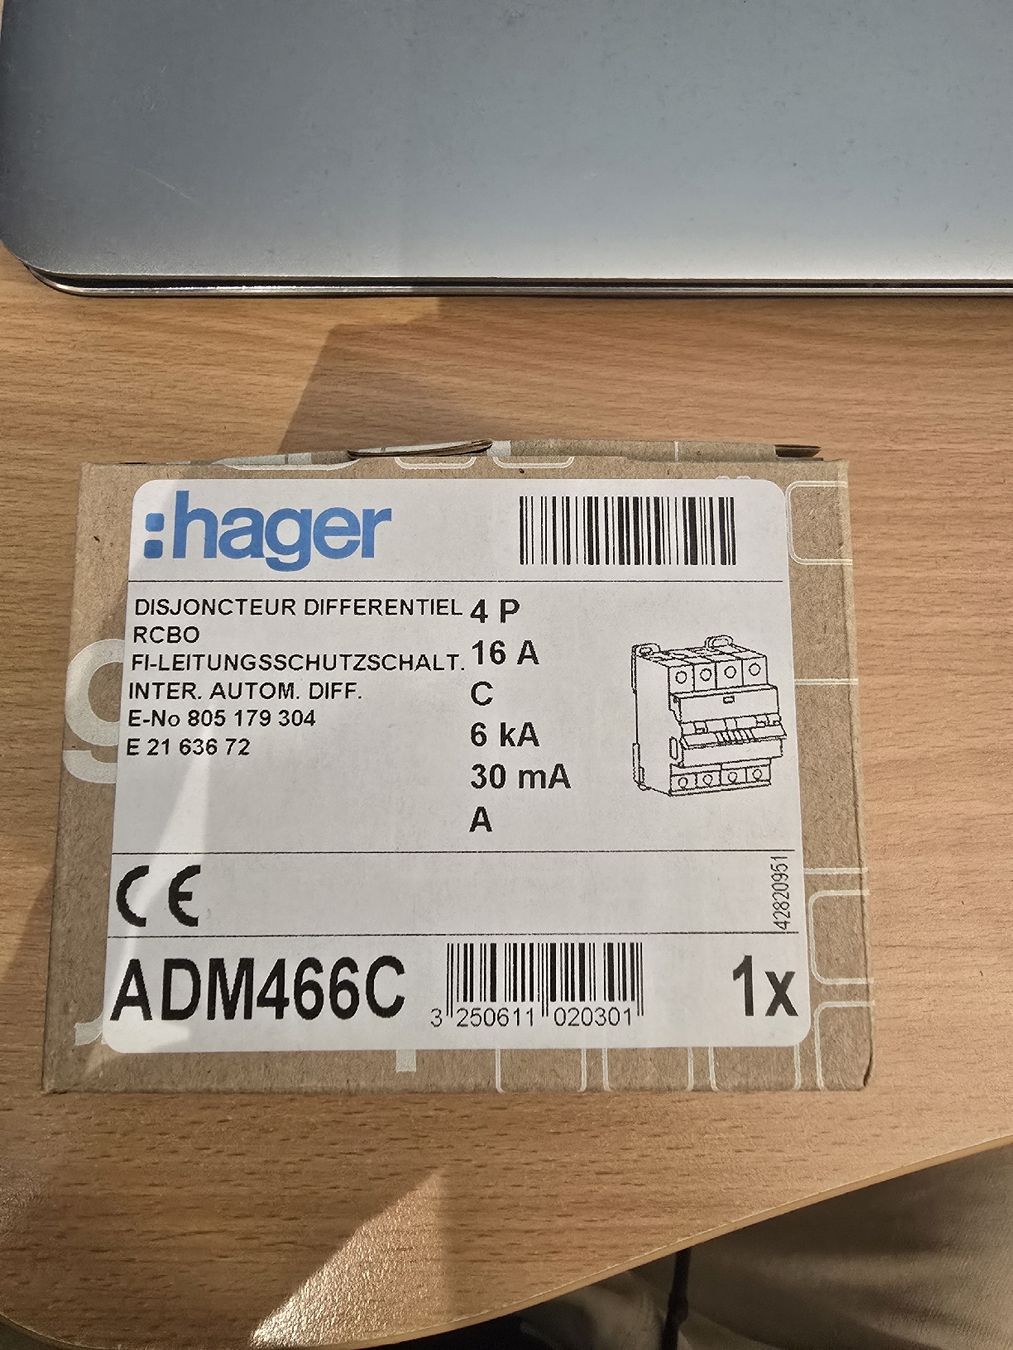 :hager
DISJONCTEUR DIFFERENTIEL
RCBO
FI-LEITUNGSSCHUTZSCHALT.
INTER. AUTOM. DIFF.
E-No 805 179 304
E 21 636 72
4 P
16 A
C
6 kA
30 mA
A
CE
42820951
ADM466C
3 250611 020301
1x